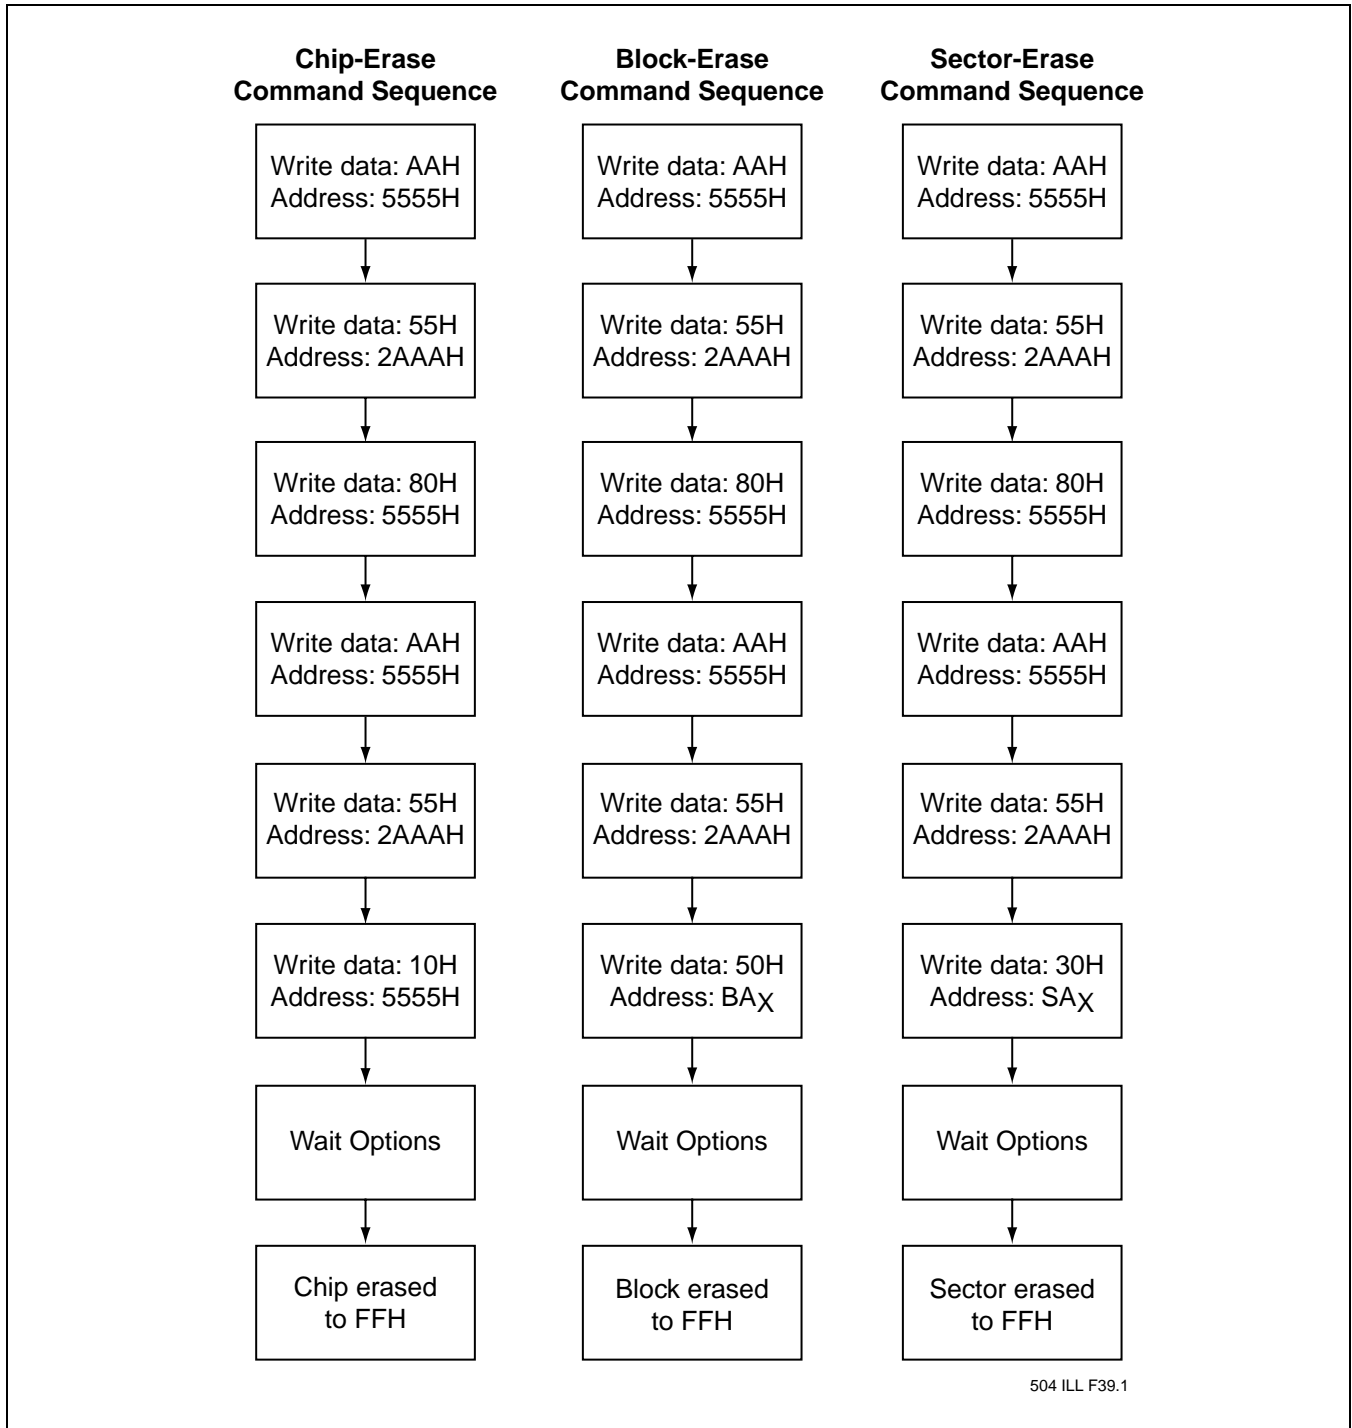 Chip-Erase
Command Sequence
Write data: AAH
Address: 5555H
Write data: 55H
Address: 2AAAH
Write data: 80H
Address: 5555H
Write data: AAH
Address: 5555H
Write data: 55H
Address: 2AAAH
Write data: 10H
Address: 5555H
Wait Options
Chip erased
to FFH
Block-Erase
Command Sequence
Write data: AAH
Address: 5555H
Write data: 55H
Address: 2AAAH
Write data: 80H
Address: 5555H
Write data: AAH
Address: 5555H
Write data: 55H
Address: 2AAAH
Write data: 50H
Address: BAX
Wait Options
Block erased
to FFH
Sector-Erase
Command Sequence
Write data: AAH
Address: 5555H
Write data: 55H
Address: 2AAAH
Write data: 80H
Address: 5555H
Write data: AAH
Address: 5555H
Write data: 55H
Address: 2AAAH
Write data: 30H
Address: SAX
Wait Options
Sector erased
to FFH
504 ILL F39.1